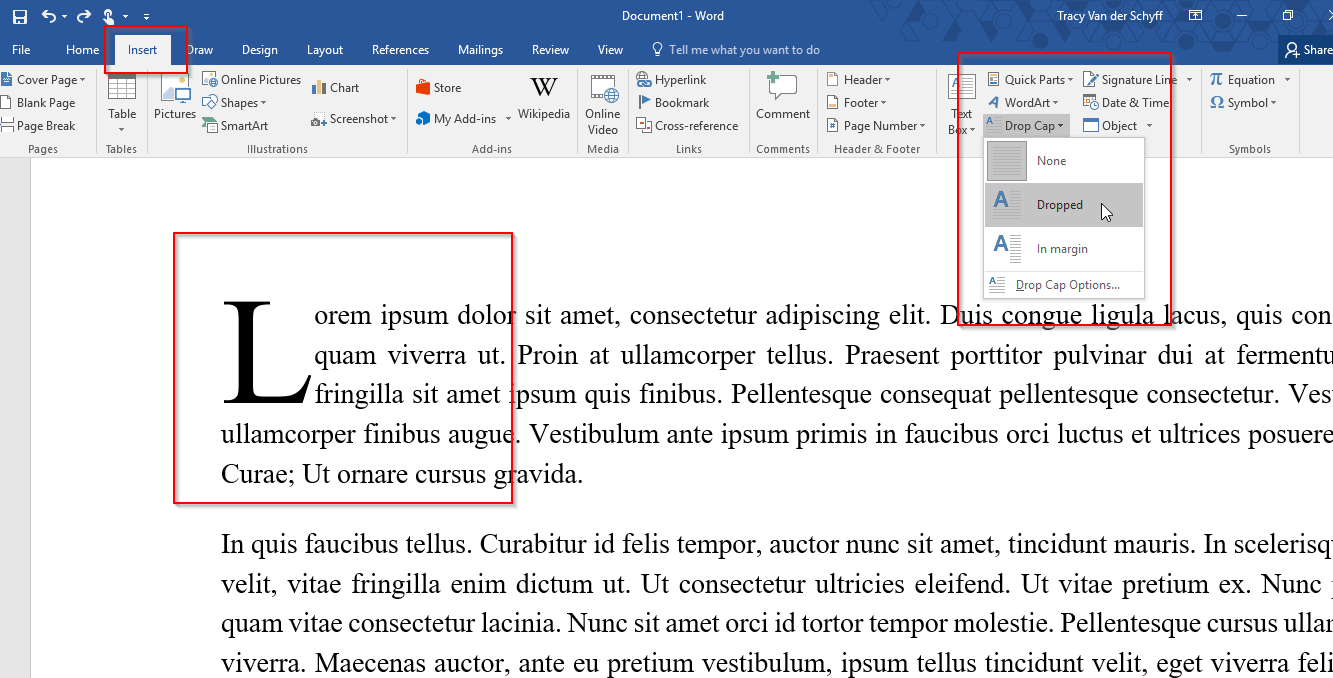 Document1 - Word
Tracy Van der Schyff
File Home Insert Draw Design Layout References Mailings Review View Tell me what you want to do Share
Cover Page
Blank Page
Page Break
Pages
Table
Tables
Pictures
Online Pictures
Shapes
SmartArt
Chart
Screenshot
Illustrations
Store
My Add-ins
W
Wikipedia
Add-ins
Online
Video
Media
Hyperlink
Bookmark
Cross-reference
Links
Comment
Comments
Header
Footer
Page Number
Header & Footer
Text
Box
Quick Parts
WordArt
Drop Cap
Signature Line
Date & Time
Object
π Equation
Ω Symbol
Symbols
None
Dropped
In margin
Drop Cap Options...
Lorem ipsum dolor sit amet, consectetur adipiscing elit. Duis congue ligula lacus, quis
quam viverra ut. Proin at ullamcorper tellus. Praesent porttitor pulvinar dui at
fringilla sit amet ipsum quis finibus. Pellentesque consequat pellentesque consectetur.
ullamcorper finibus augue. Vestibulum ante ipsum primis in faucibus orci luctus et ultrices posuere
Curae; Ut ornare cursus gravida.
In quis faucibus tellus. Curabitur id felis tempor, auctor nunc sit amet, tincidunt mauris. In
velit, vitae fringilla enim dictum ut. Ut consectetur ultricies eleifend. Ut vitae pretium ex. Nunc
quam vitae consectetur lacinia. Nunc sit amet orci id tortor tempor molestie. Pellentesque cursus
viverra. Maecenas auctor, ante eu pretium vestibulum, ipsum tellus tincidunt velit, eget viverra